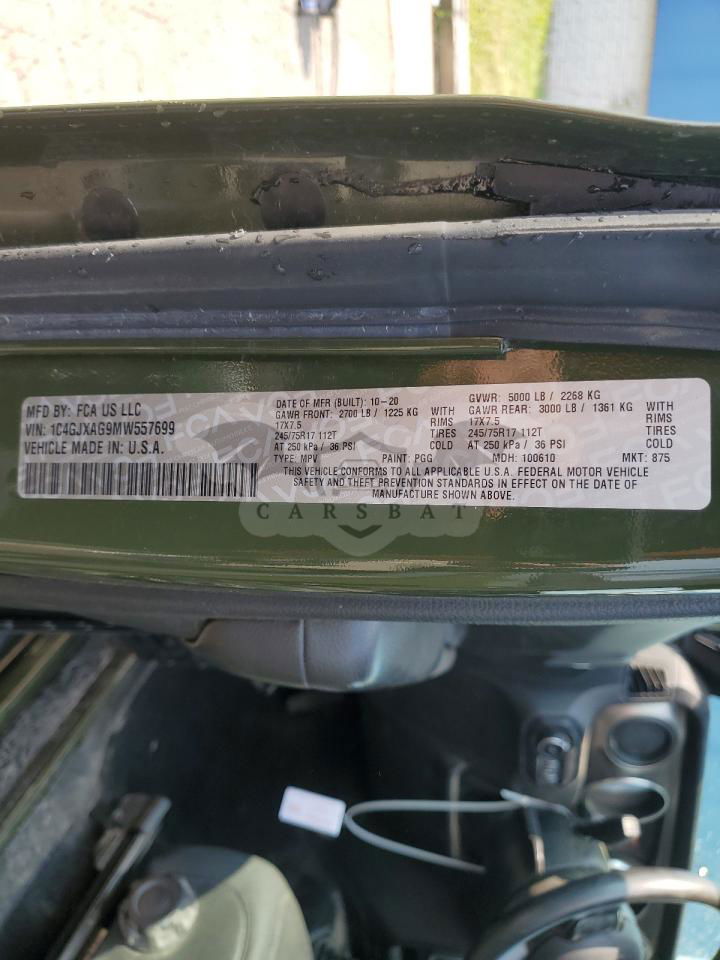 MFD BY: FCA US LLC
VIN: 1C4GJXAG9MW557699
VEHICLE MADE IN: U.S.A.
DATE OF MFR (BUILT): 10-20
GVWR: 5000 LB / 2268 KG
GAWR FRONT: 2700 LB / 1225 KG WITH
GAWR REAR: 3000 LB / 1361 KG WITH
17X7.5 RIMS
17X7.5 RIMS
245/75R17 112T TIRES
245/75R17 112T TIRES
AT 250 kPa / 36 PSI COLD
AT 250 kPa / 36 PSI COLD
TYPE: MPV PAINT: PGG MDH: 100610 MKT: 875
THIS VEHICLE CONFORMS TO ALL APPLICABLE U.S.A. FEDERAL MOTOR VEHICLE
SAFETY AND THEFT PREVENTION STANDARDS IN EFFECT ON THE DATE OF
MANUFACTURE SHOWN ABOVE.
CARSBAT